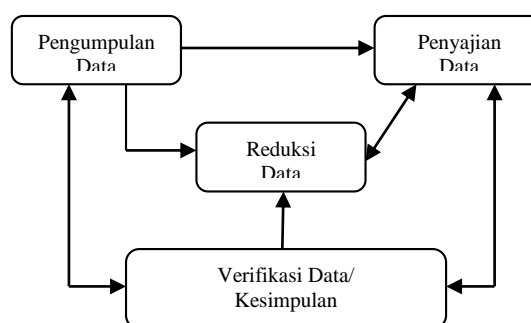 Pengumpulan
Data
Penyajian
Data
Reduksi
Data
Verifikasi Data/
Kesimpulan